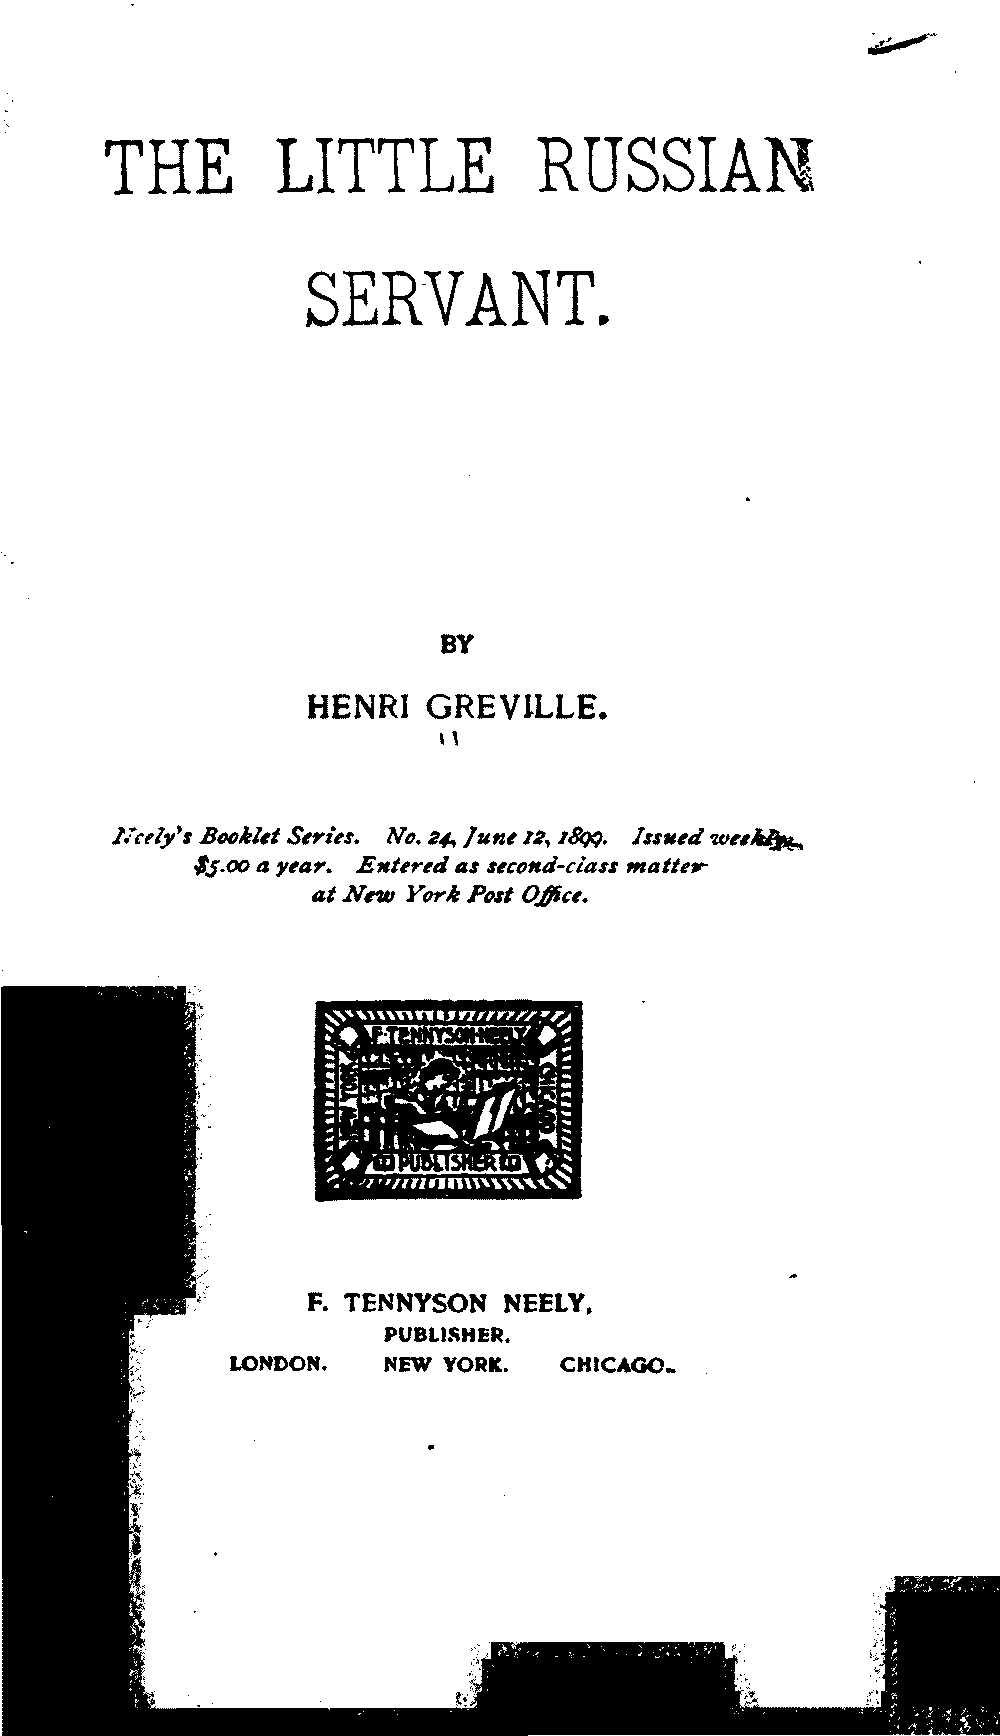 THE LITTLE RUSSIAN
SERVANT.
BY
HENRI GREVILLE.
Neely's Booklet Series. No. 24, June 12, 1899. Issued weekly.
$5.00 a year. Entered as second-class matter
at New York Post Office.
F. TENNYSON NEELY
NEW YORK
CHICAGO
PUBLISHER
F. TENNYSON NEELY,
PUBLISHER.
LONDON. NEW YORK. CHICAGO.